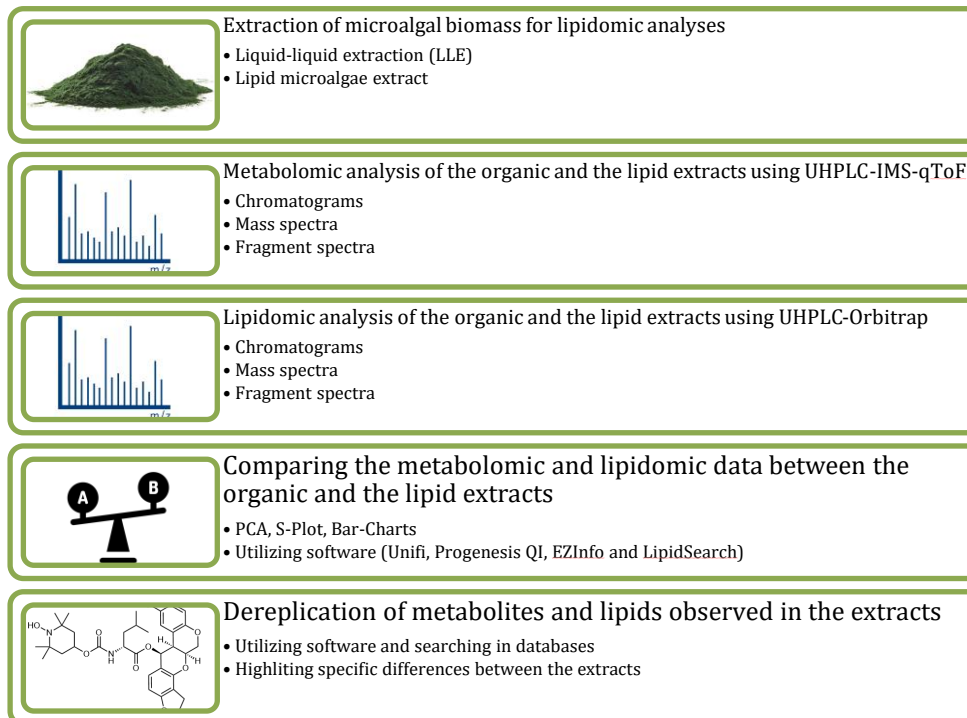 Extraction of microalgal biomass for lipidomic analyses
• Liquid-liquid extraction (LLE)
• Lipid microalgae extract
Metabolomic analysis of the organic and the lipid extracts using UHPLC-IMS-qToF
• Chromatograms
• Mass spectra
• Fragment spectra
m/z
Lipidomic analysis of the organic and the lipid extracts using UHPLC-Orbitrap
• Chromatograms
• Mass spectra
• Fragment spectra
m/z
Comparing the metabolomic and lipidomic data between the
organic and the lipid extracts
A
B
• PCA, S-Plot, Bar-Charts
• Utilizing software (Unifi, Progenesis QI, EZInfo and LipidSearch)
Dereplication of metabolites and lipids observed in the extracts
• Utilizing software and searching in databases
• Highliting specific differences between the extracts
HO
N
O
O
N
H
O
O
H
O
H
O